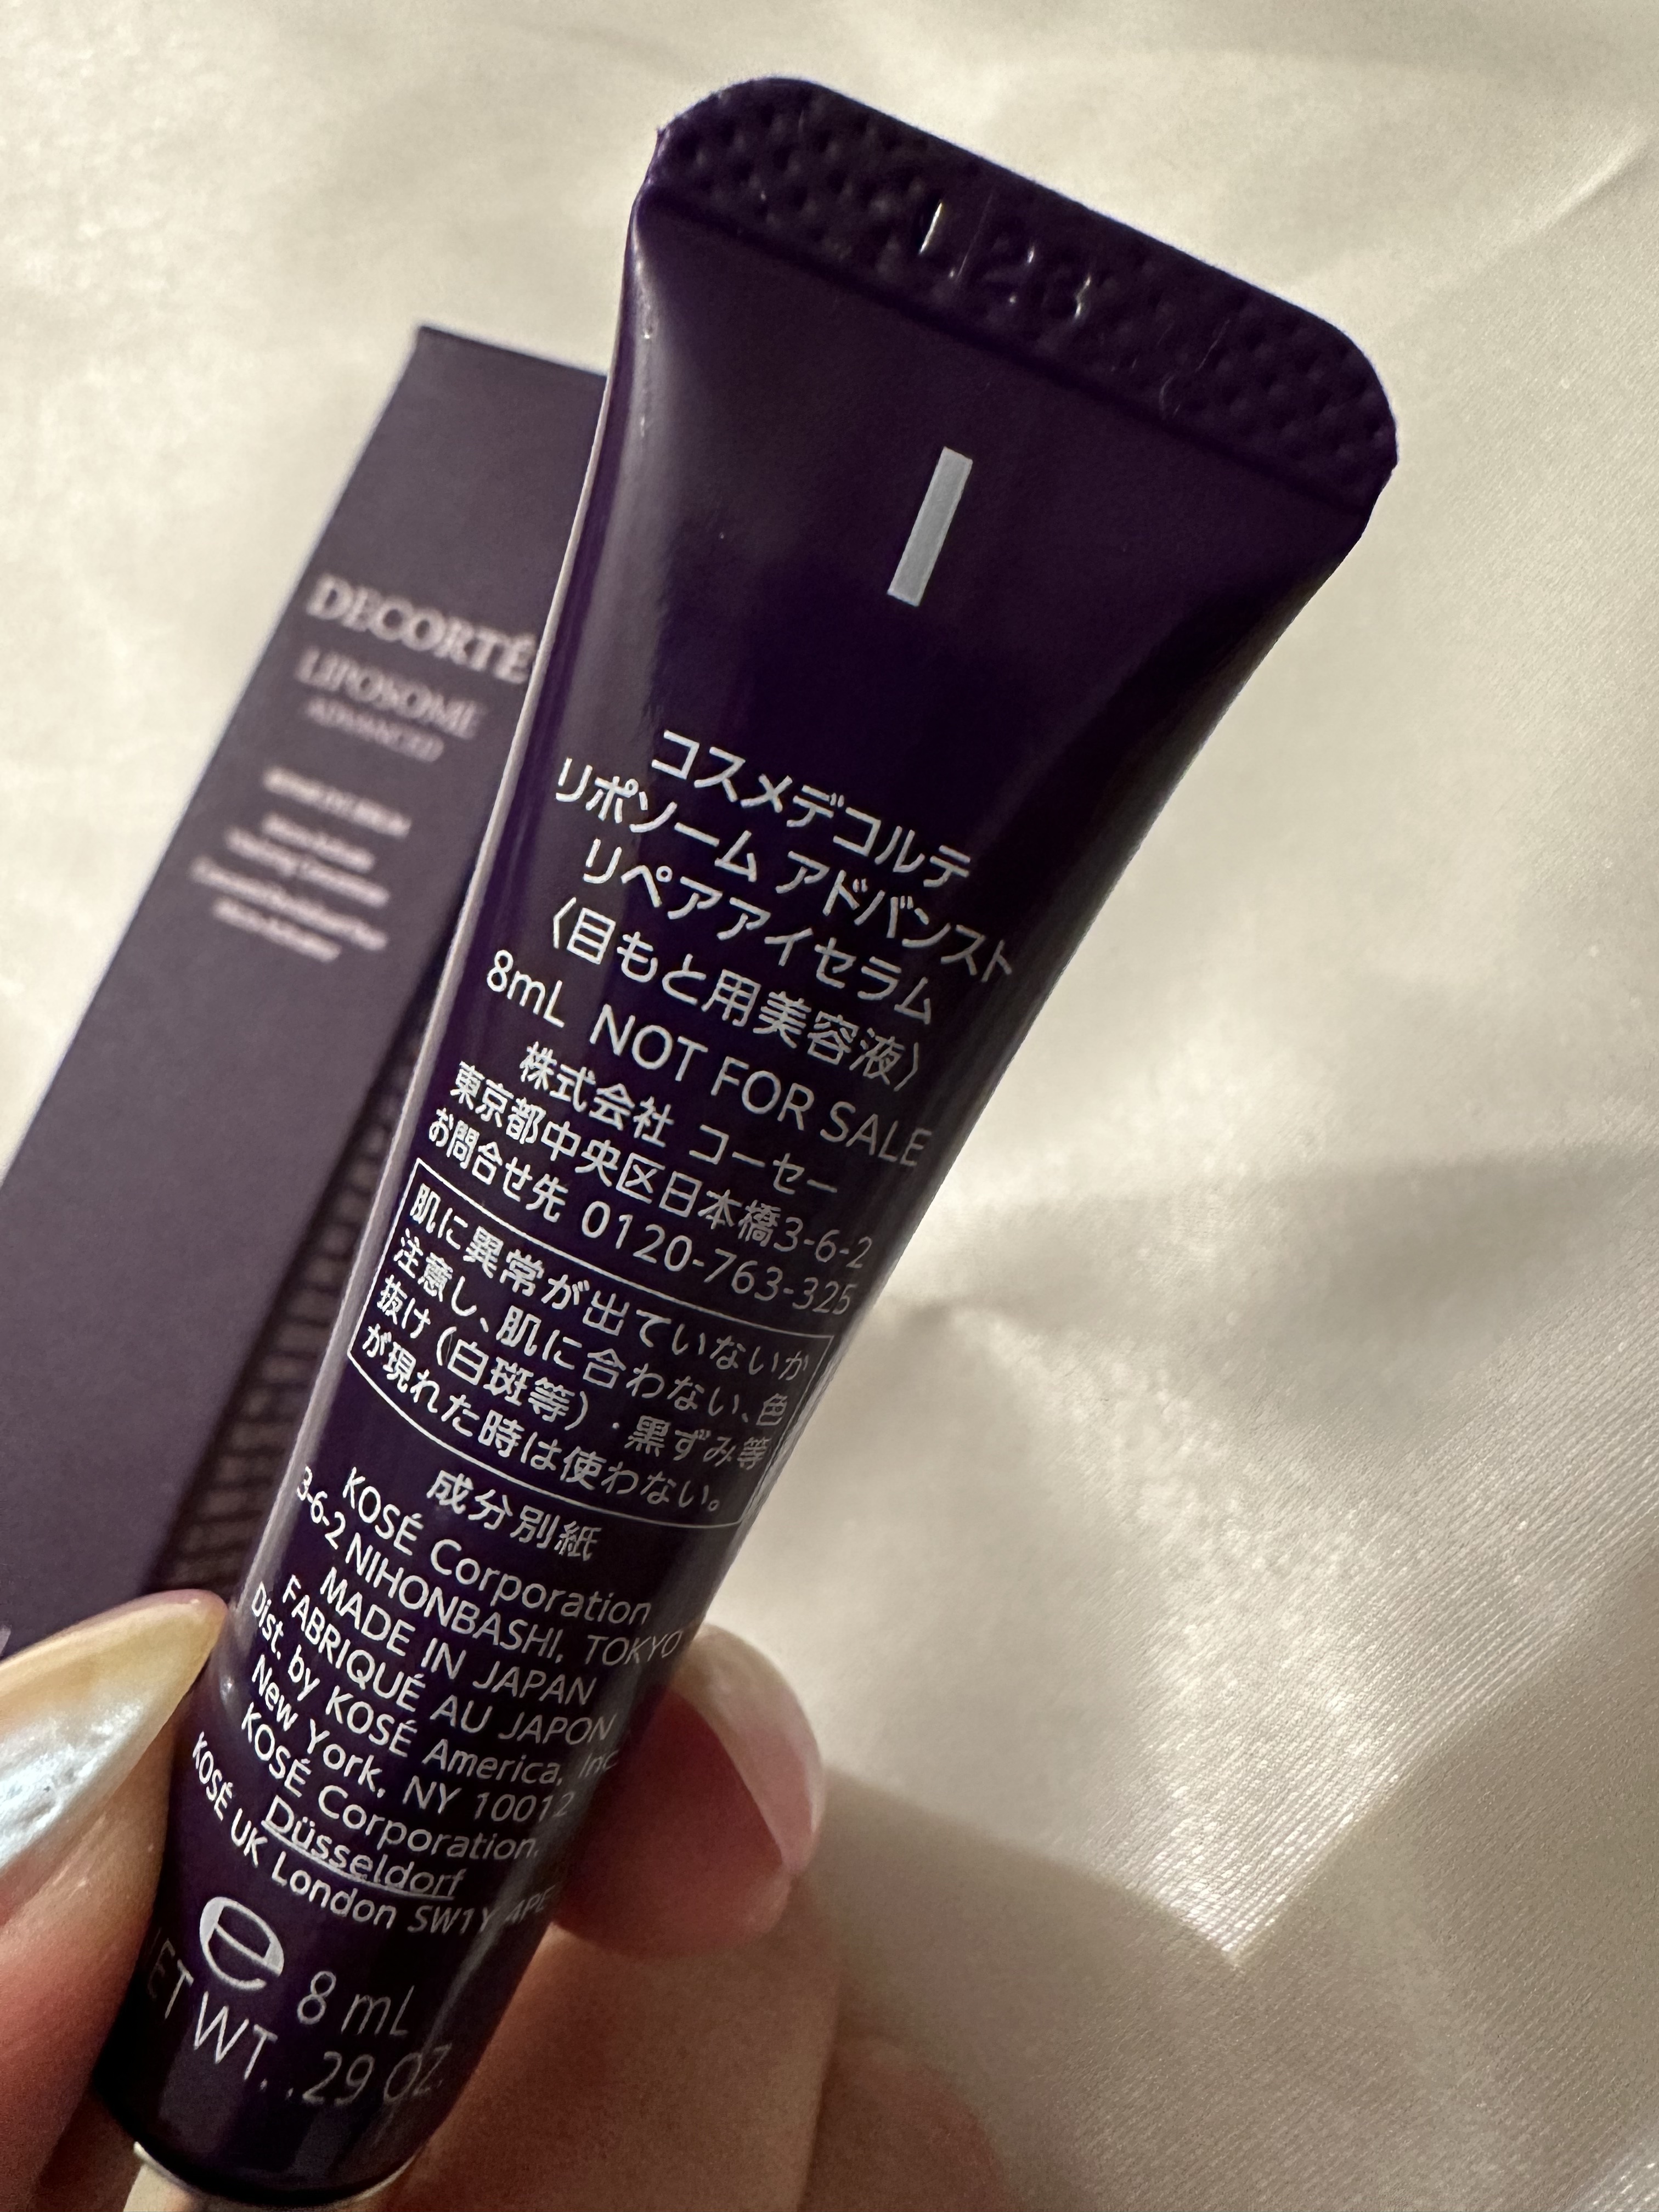 コスメデコルテ
リポソーム アドバンスト
リペアアイセラム
〈目もと用美容液〉
8mL NOT FOR SALE
株式会社 コーセー
東京都中央区日本橋3-6-2
お問合せ先 0120-763-325
肌に異常が出ていないか
注意し、肌に合わない、色
抜け（白斑等）・黒ずみ等
が現れた時は使わない。
成分別紙
KOSÉ Corporation
3-6-2 NIHONBASHI, TOKYO
MADE IN JAPAN
FABRIQUÉ AU JAPON
Dist. by KOSÉ America, Inc.
New York, NY 10012
KOSÉ Corporation,
Düsseldorf
KOSÉ UK London SW1Y 4PE
e 8 mL
NET WT. .29 OZ.
DECORTÉ
LIPOSOME
ADVANCED